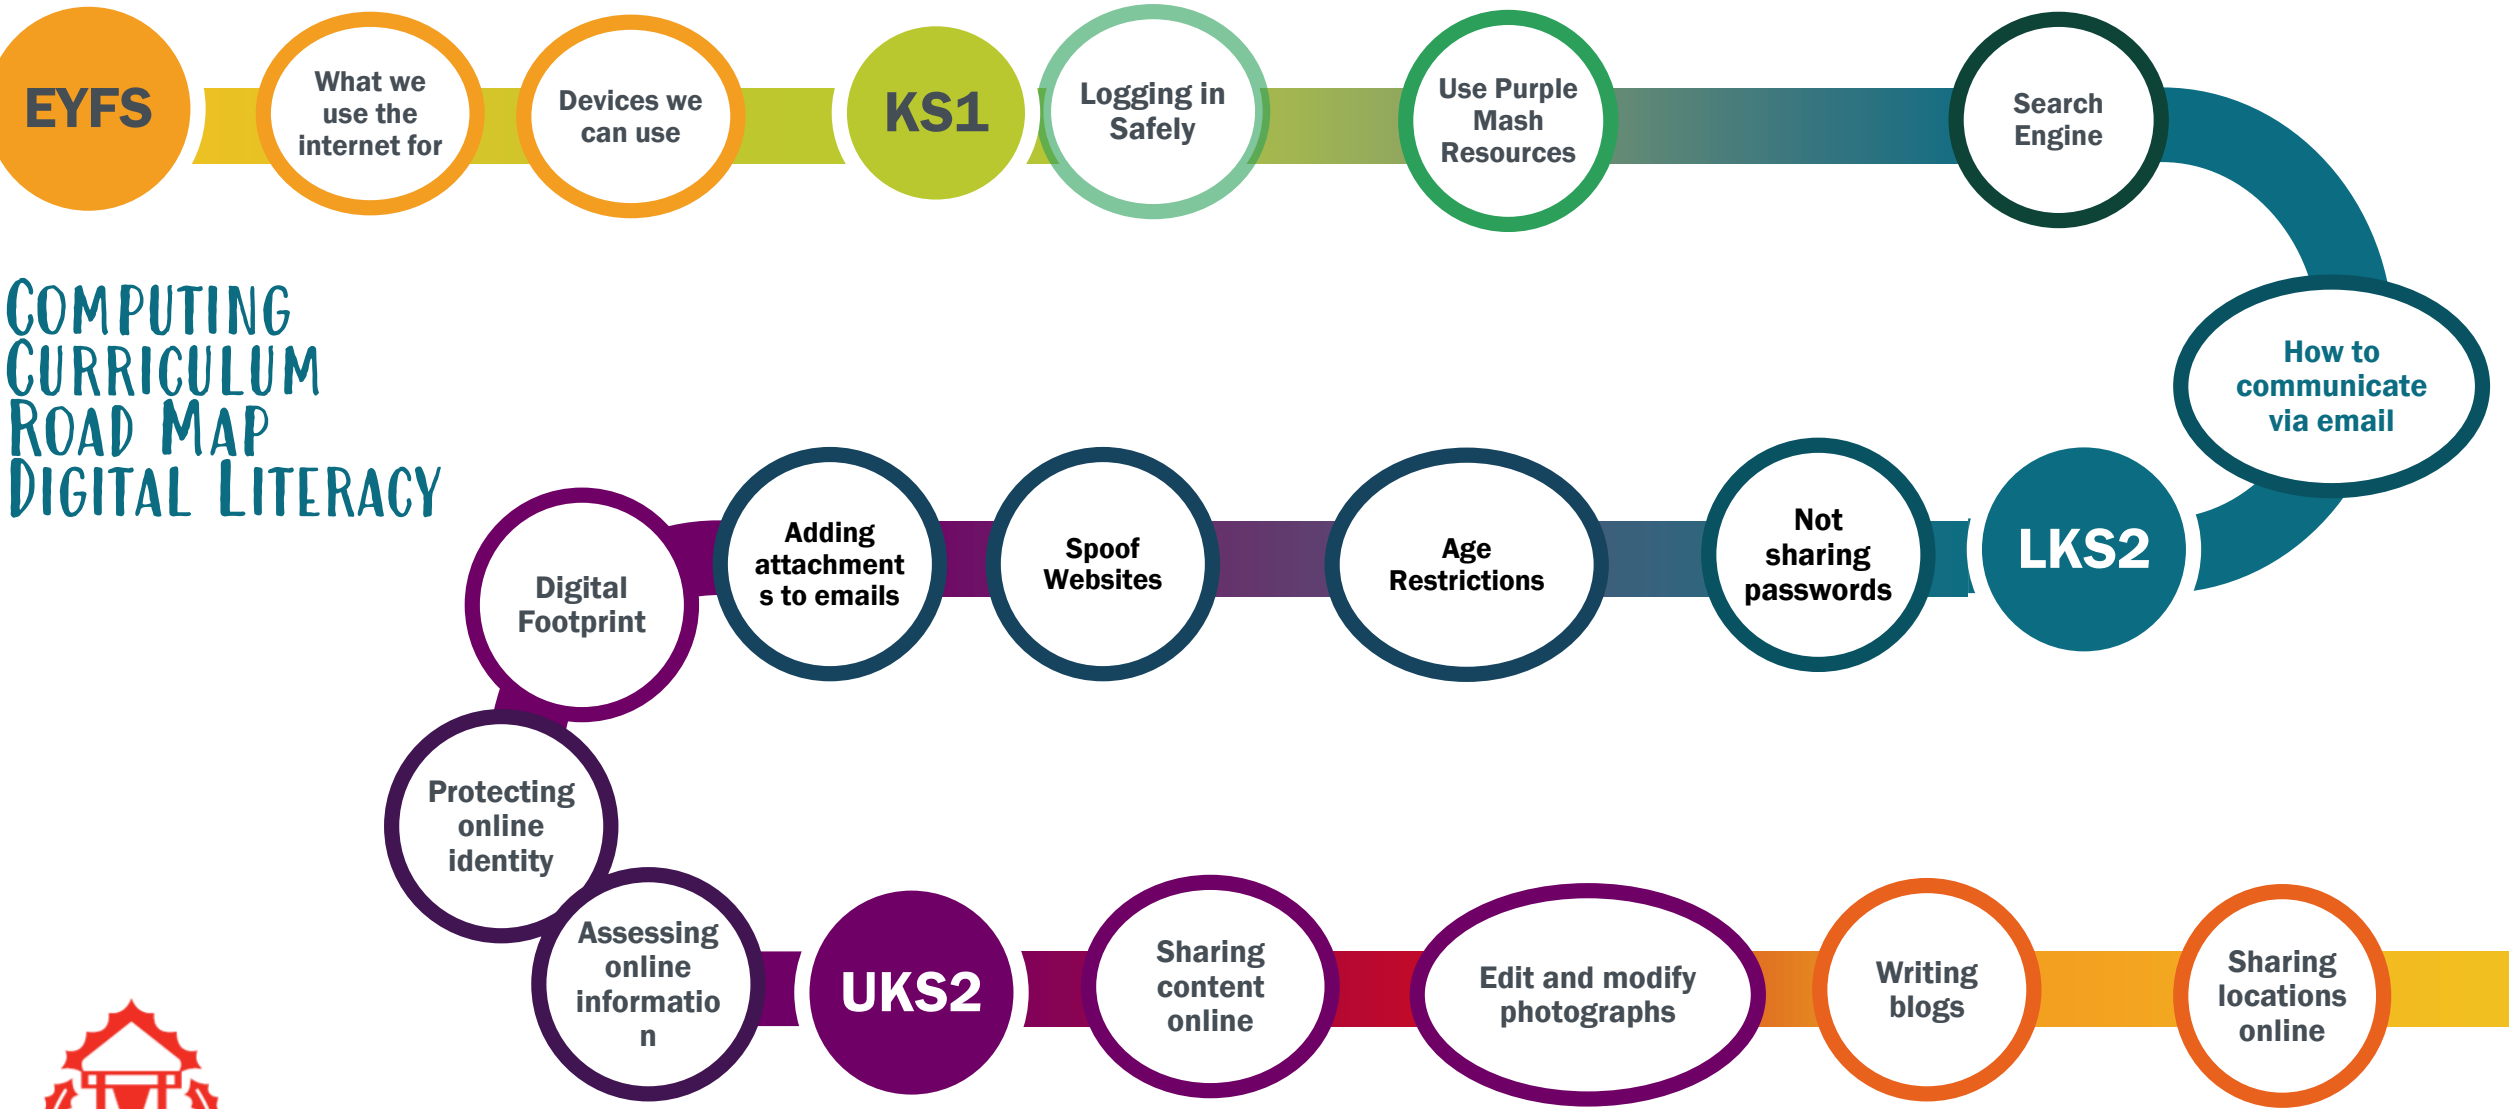 EYFS
What we
use the
internet for
Devices we
can use
KS1
Logging in
Safely
Use Purple
Mash
Resources
Search
Engine
How to
communicate
via email
COMPUTING
CURRICULUM
ROAD MAP
DIGITAL LITERACY
LKS2
Not
sharing
passwords
Age
Restrictions
Spoof
Websites
Adding
attachment
s to emails
Digital
Footprint
Protecting
online
identity
Assessing
online
informatio
n
UKS2
Sharing
content
online
Edit and modify
photographs
Writing
blogs
Sharing
locations
online